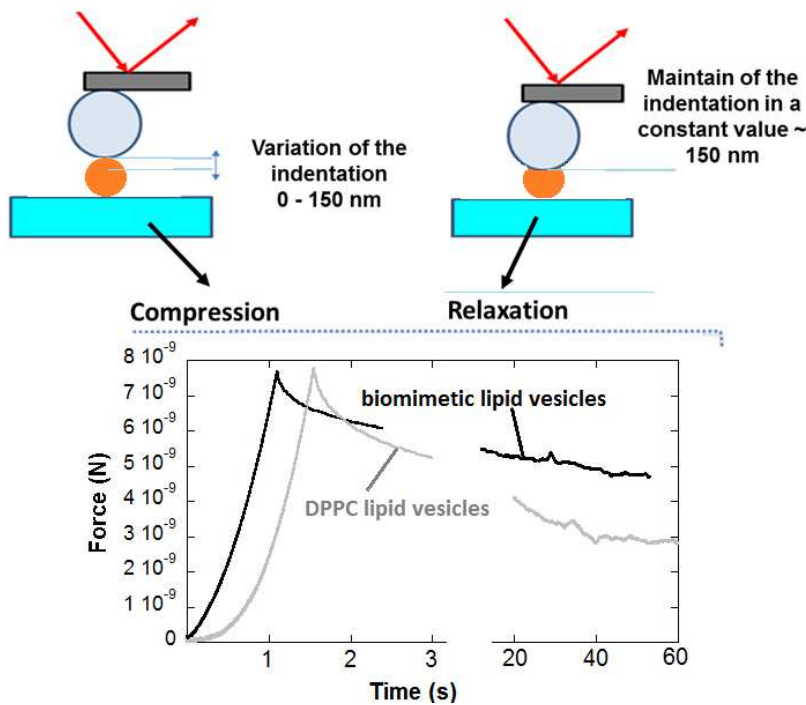 Variation of the
indentation
0 - 150 nm
Maintain of the
indentation in a
constant value ~
150 nm
Compression
Relaxation
8 10⁻⁹
7 10⁻⁹
6 10⁻⁹
5 10⁻⁹
4 10⁻⁹
3 10⁻⁹
2 10⁻⁹
1 10⁻⁹
0
Force (N)
biomimetic lipid vesicles
DPPC lipid vesicles
1 2 3 20 40 60
Time (s)